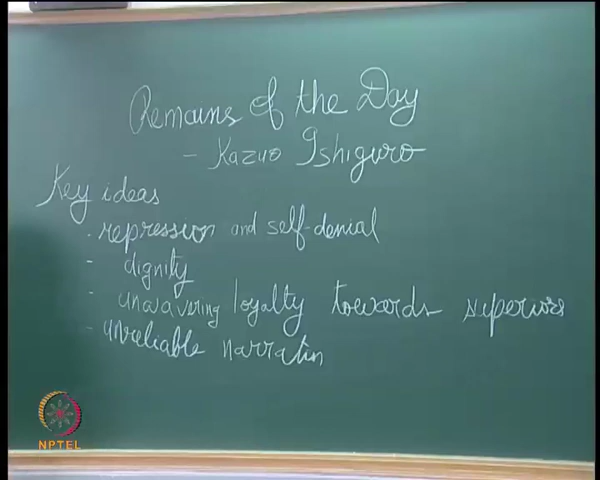 Remains of the Day
- Kazuo Ishiguro
Key ideas
- repression and self-denial
- dignity
- unwavering loyalty towards superiors
- unreliable narration
NPTEL